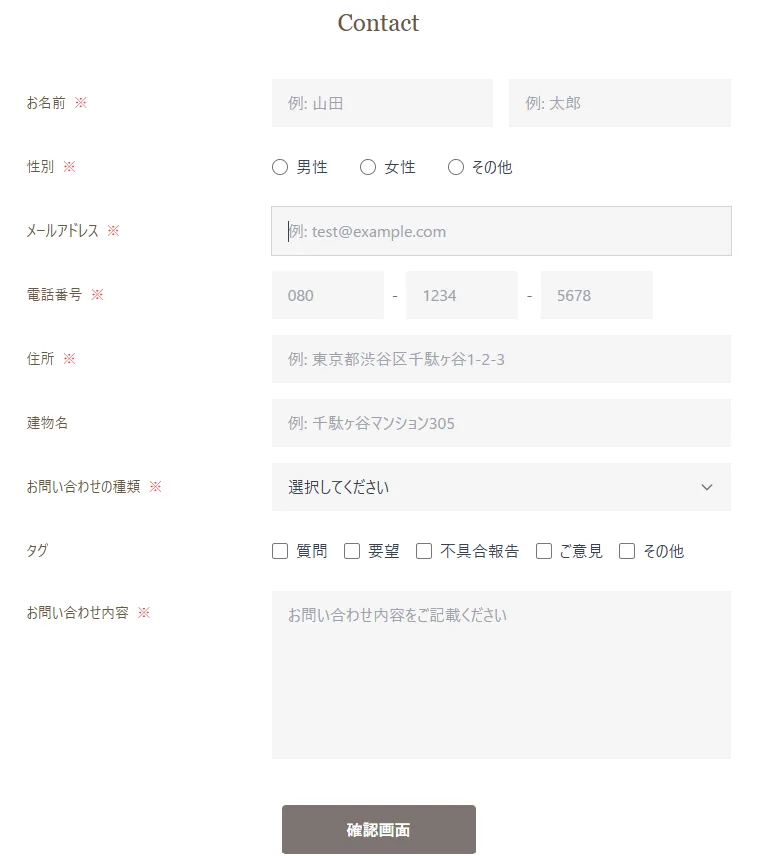 Contact
お名前 ※ 例: 山田 例: 太郎
性別 ※ 男性 女性 その他
メールアドレス ※ 例: test@example.com
電話番号 ※ 080 - 1234 - 5678
住所 ※ 例: 東京都渋谷区千駄ヶ谷1-2-3
建物名 例: 千駄ヶ谷マンション305
お問い合わせの種類 ※ 選択してください
タグ 質問 要望 不具合報告 ご意見 その他
お問い合わせ内容 ※ お問い合わせ内容をご記載ください
確認画面